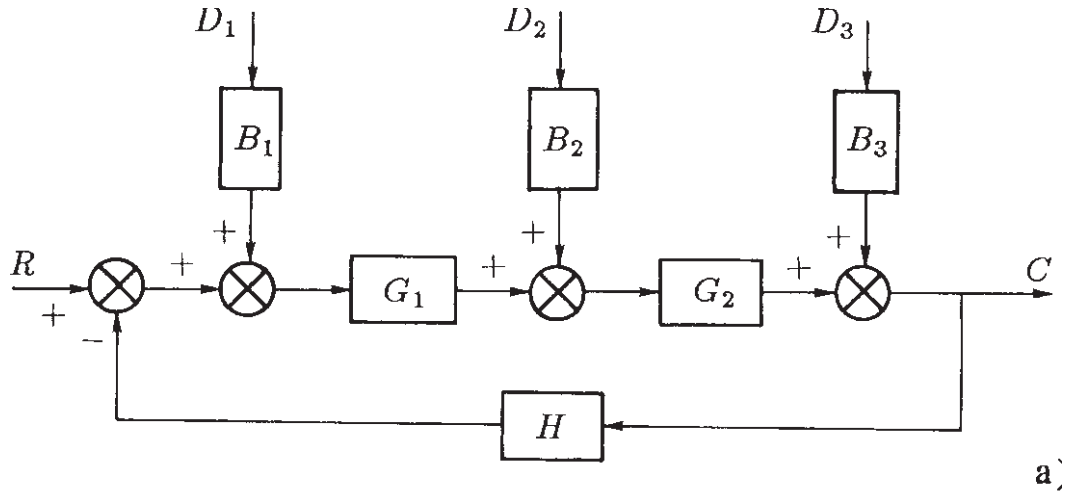 D₁ D₂ D₃
B₁ B₂ B₃
+ + +
R + + + C
G₁ G₂
+
−
H
a)